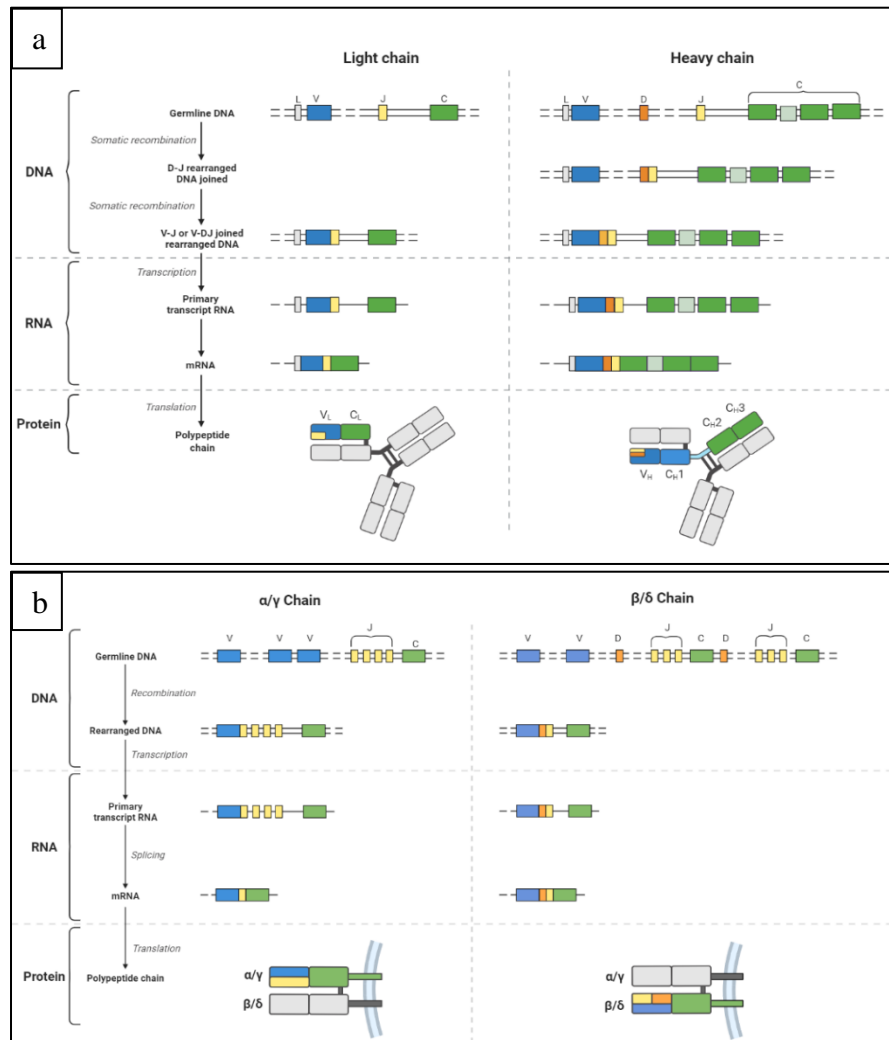 a
Light chain
Heavy chain
C
L V J C
L V D J
Germline DNA
Somatic recombination
DNA
D-J rearranged
DNA joined
Somatic recombination
V-J or V-DJ joined
rearranged DNA
Transcription
Primary
transcript RNA
RNA
mRNA
Protein
Translation
Polypeptide
chain
VL CL
CH2 CH3
VH CH1
b
α/γ Chain
β/δ Chain
V V V J C
V V D J C D J C
Germline DNA
DNA
Recombination
Rearranged DNA
Transcription
Primary
transcript RNA
RNA
Splicing
mRNA
Translation
Protein
Polypeptide chain
α/γ
β/δ
α/γ
β/δ